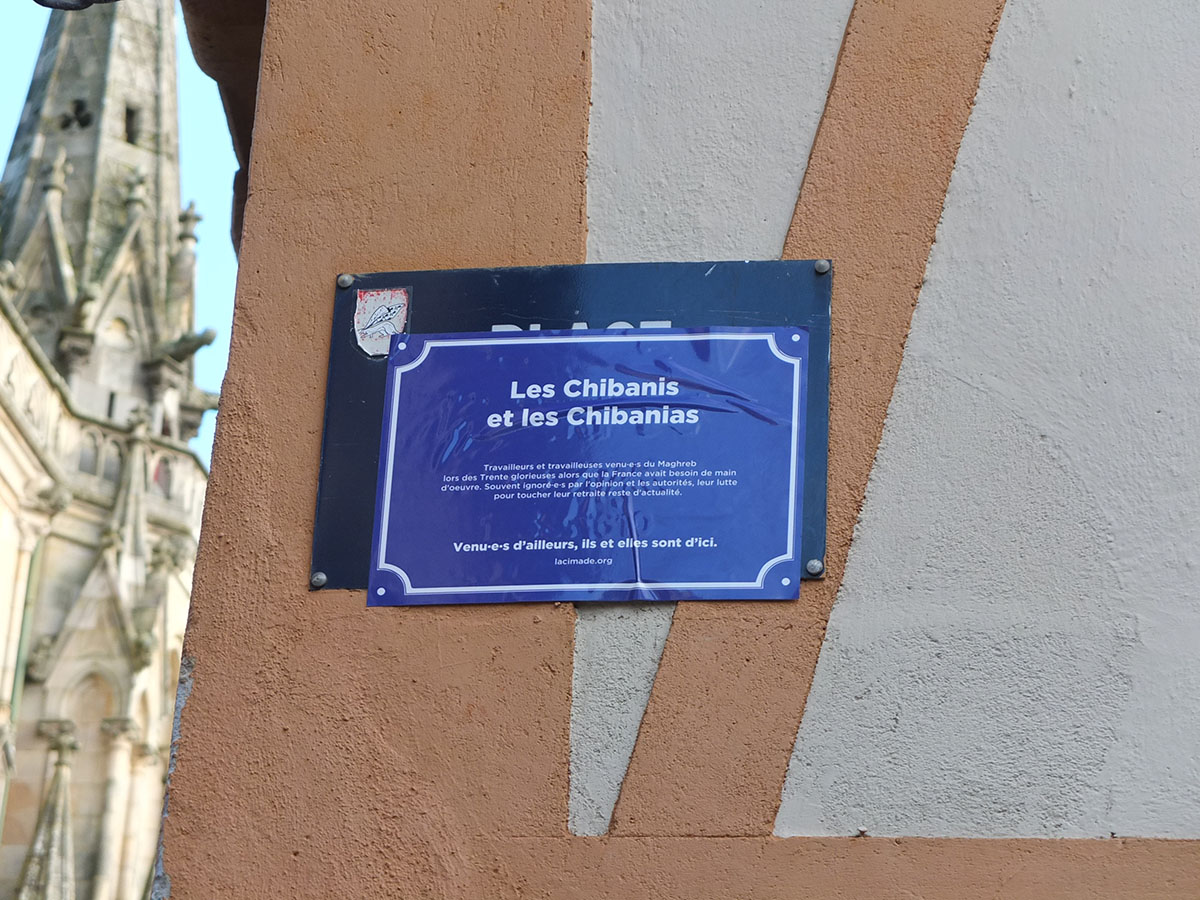 PLACE
Les Chibanis
et les Chibanias
Travailleurs et travailleuses venu·e·s du Maghreb
lors des Trente glorieuses alors que la France avait besoin de main
d'oeuvre. Souvent ignoré·e·s par l'opinion et les autorités, leur lutte
pour toucher leur retraite reste d'actualité.
Venu·e·s d'ailleurs, ils et elles sont d'ici.
lacimade.org